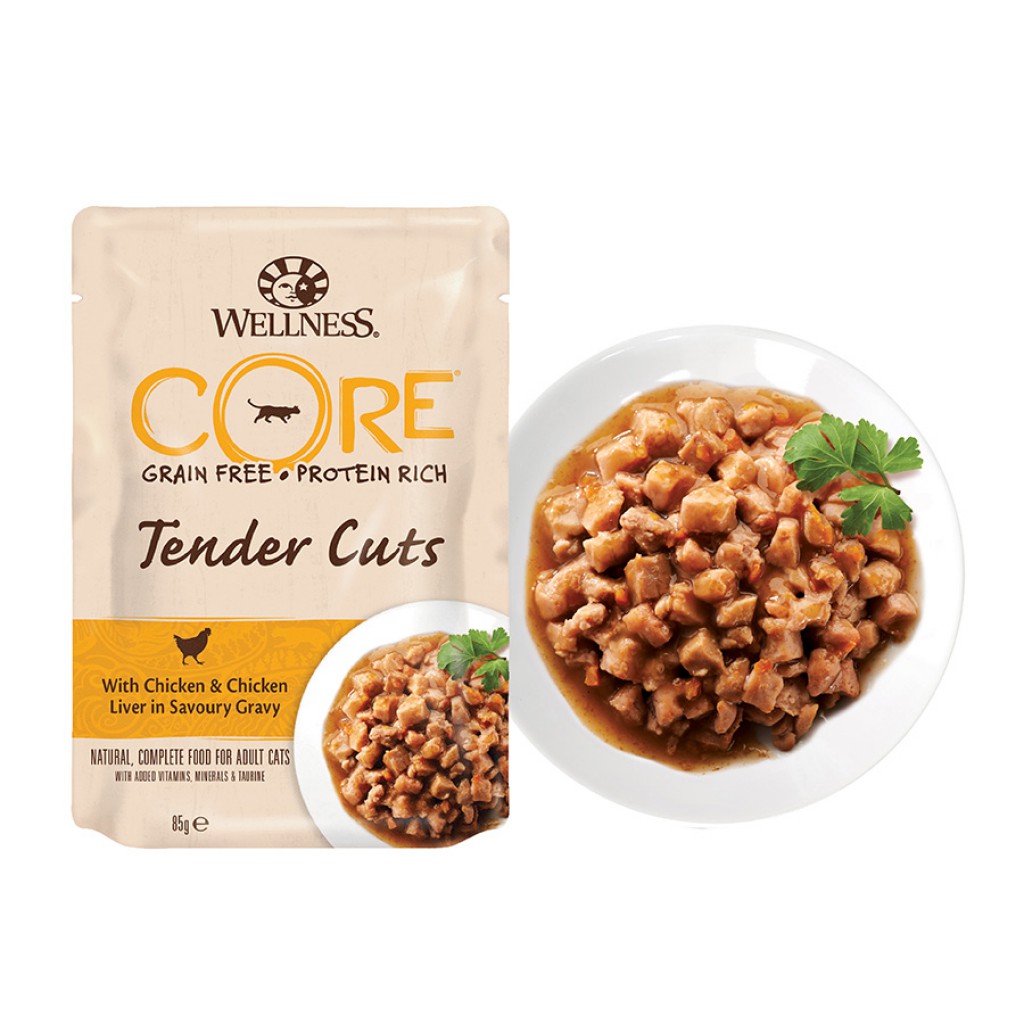 WELLNESS®
CORE®
GRAIN FREE • PROTEIN RICH
Tender Cuts
With Chicken & Chicken
Liver in Savoury Gravy
NATURAL, COMPLETE FOOD FOR ADULT CATS
WITH ADDED VITAMINS, MINERALS & TAURINE
85g ℮